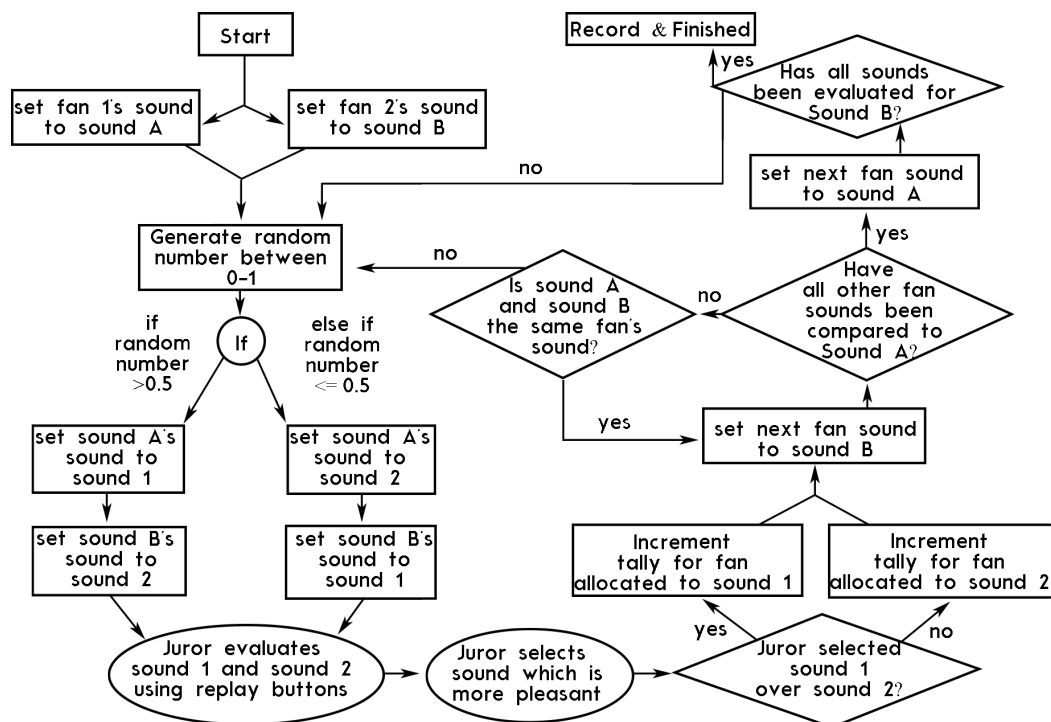 Start
set fan 1's sound
to sound A
set fan 2's sound
to sound B
Generate random
number between
0-1
If
if
random
number
>0.5
else if
random
number
<= 0.5
set sound A's
sound to
sound 1
set sound A's
sound to
sound 2
set sound B's
sound to
sound 2
set sound B's
sound to
sound 1
Juror evaluates
sound 1 and sound 2
using replay buttons
Juror selects
sound which is
more pleasant
Juror selected
sound 1
over sound 2?
yes
no
Increment
tally for fan
allocated to sound 1
Increment
tally for fan
allocated to sound 2
set next fan sound
to sound B
Have
all other fan
sounds been
compared to
Sound A?
no
Is sound A
and sound B
the same fan's
sound?
no
yes
yes
set next fan sound
to sound A
Has all sounds
been evaluated for
Sound B?
no
yes
Record & Finished